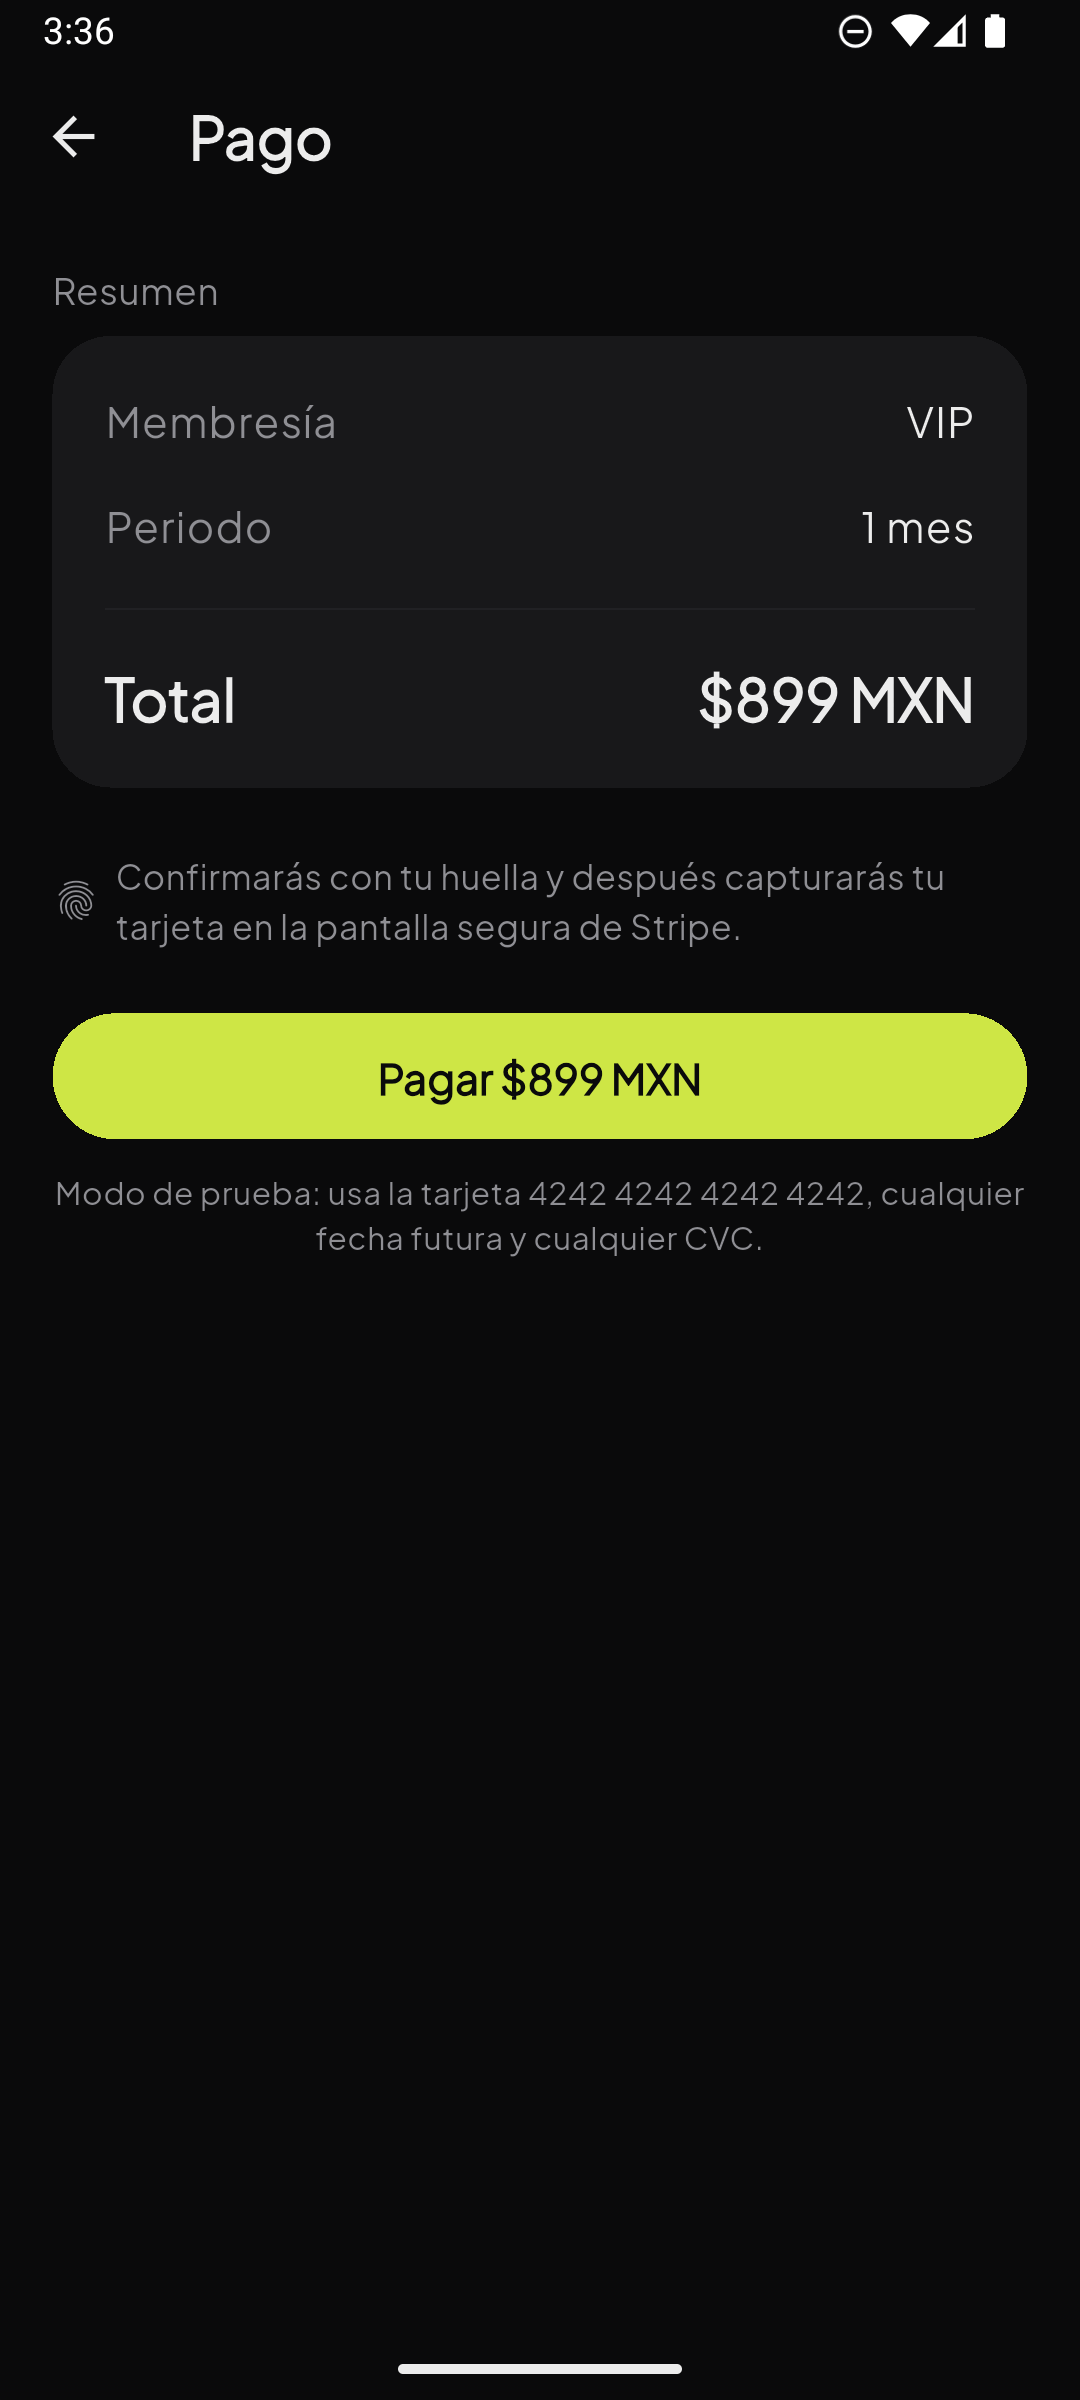 3:36
Pago
Resumen
Membresía VIP
Periodo 1 mes
Total $899 MXN
Confirmarás con tu huella y después capturarás tu
tarjeta en la pantalla segura de Stripe.
Pagar $899 MXN
Modo de prueba: usa la tarjeta 4242 4242 4242 4242, cualquier
fecha futura y cualquier CVC.